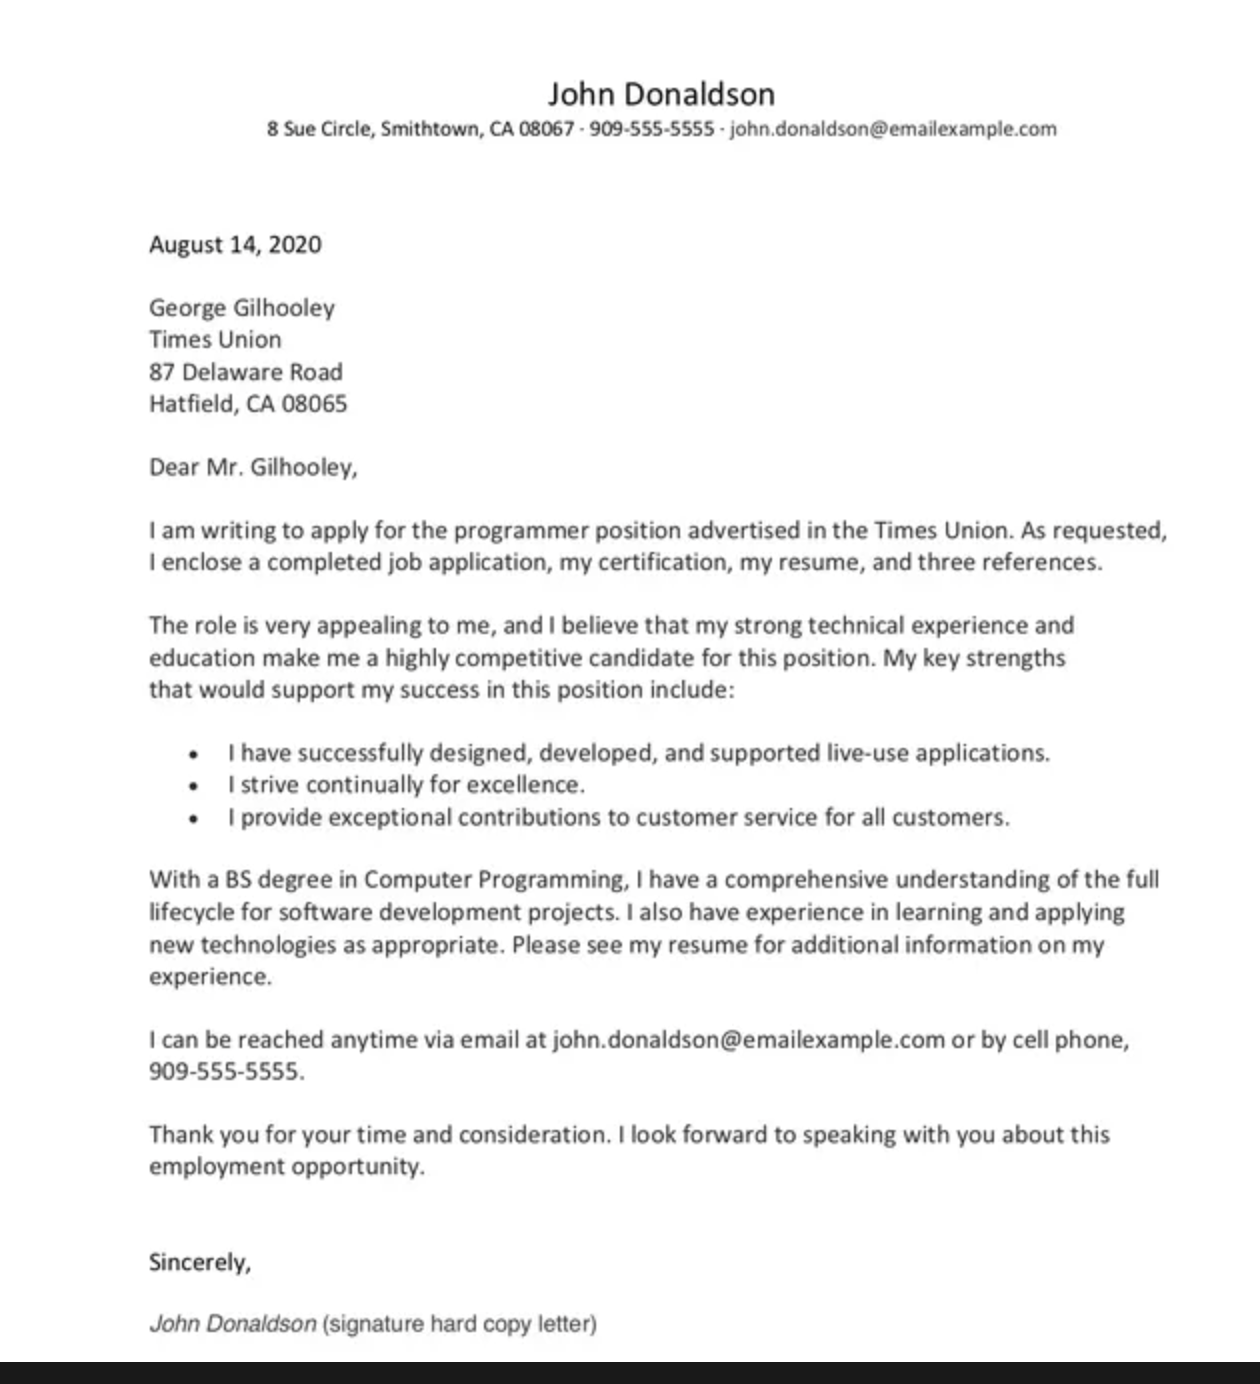 John Donaldson
8 Sue Circle, Smithtown, CA 08067 · 909-555-5555 · john.donaldson@emailexample.com
August 14, 2020
George Gilhooley
Times Union
87 Delaware Road
Hatfield, CA 08065
Dear Mr. Gilhooley,
I am writing to apply for the programmer position advertised in the Times Union. As requested,
I enclose a completed job application, my certification, my resume, and three references.
The role is very appealing to me, and I believe that my strong technical experience and
education make me a highly competitive candidate for this position. My key strengths
that would support my success in this position include:
• I have successfully designed, developed, and supported live-use applications.
• I strive continually for excellence.
• I provide exceptional contributions to customer service for all customers.
With a BS degree in Computer Programming, I have a comprehensive understanding of the full
lifecycle for software development projects. I also have experience in learning and applying
new technologies as appropriate. Please see my resume for additional information on my
experience.
I can be reached anytime via email at john.donaldson@emailexample.com or by cell phone,
909-555-5555.
Thank you for your time and consideration. I look forward to speaking with you about this
employment opportunity.
Sincerely,
John Donaldson (signature hard copy letter)